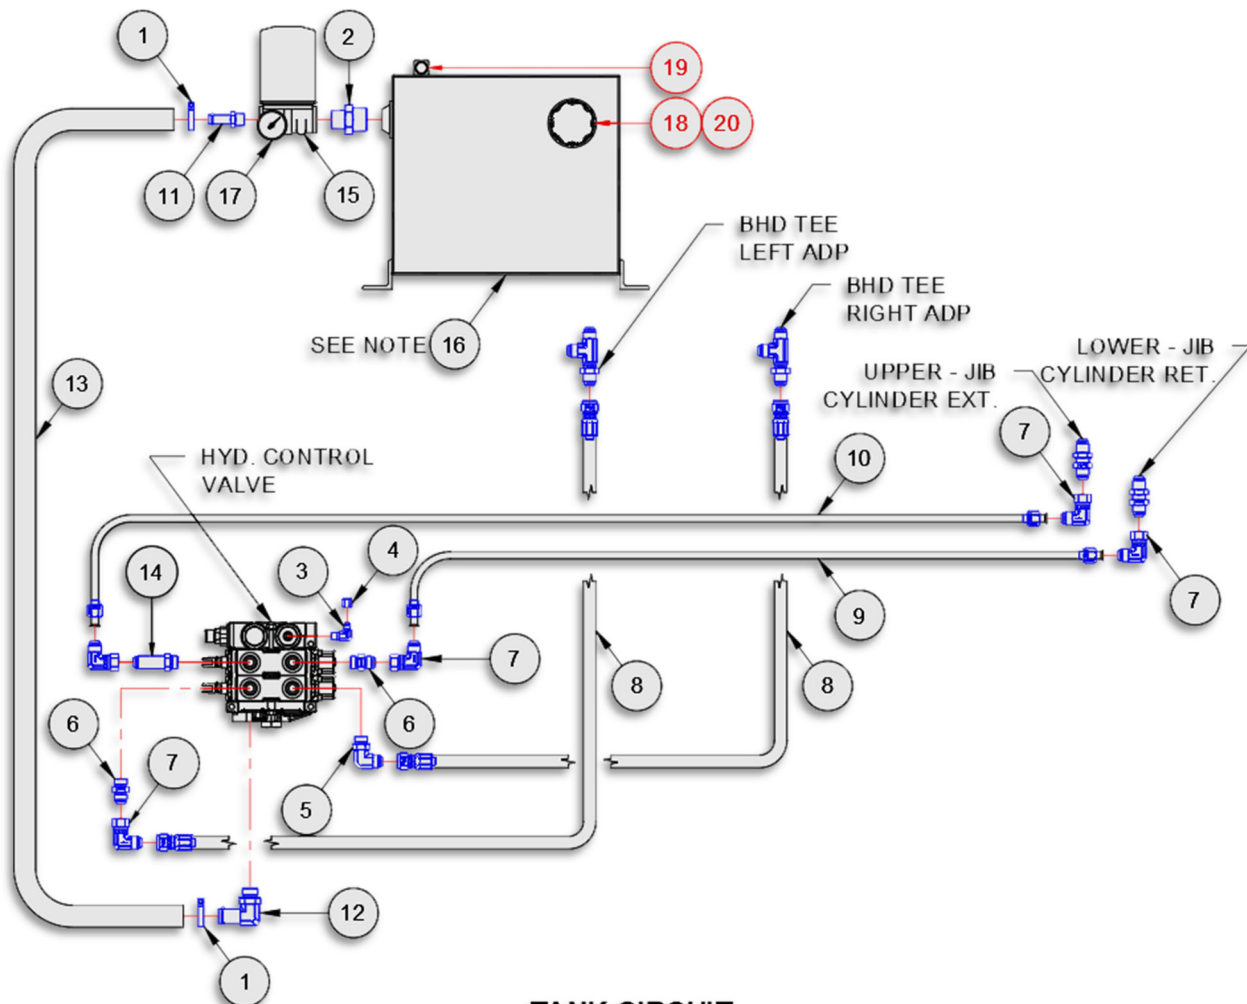 1
2
19
18 20
11
17
15
BHD TEE
LEFT ADP
BHD TEE
RIGHT ADP
SEE NOTE 16
LOWER - JIB
CYLINDER RET.
UPPER - JIB
CYLINDER EXT.
13
7
HYD. CONTROL
VALVE
10
4
3
14
9
7
7
8
8
6
6
7
5
12
1
TANK CIRCUIT